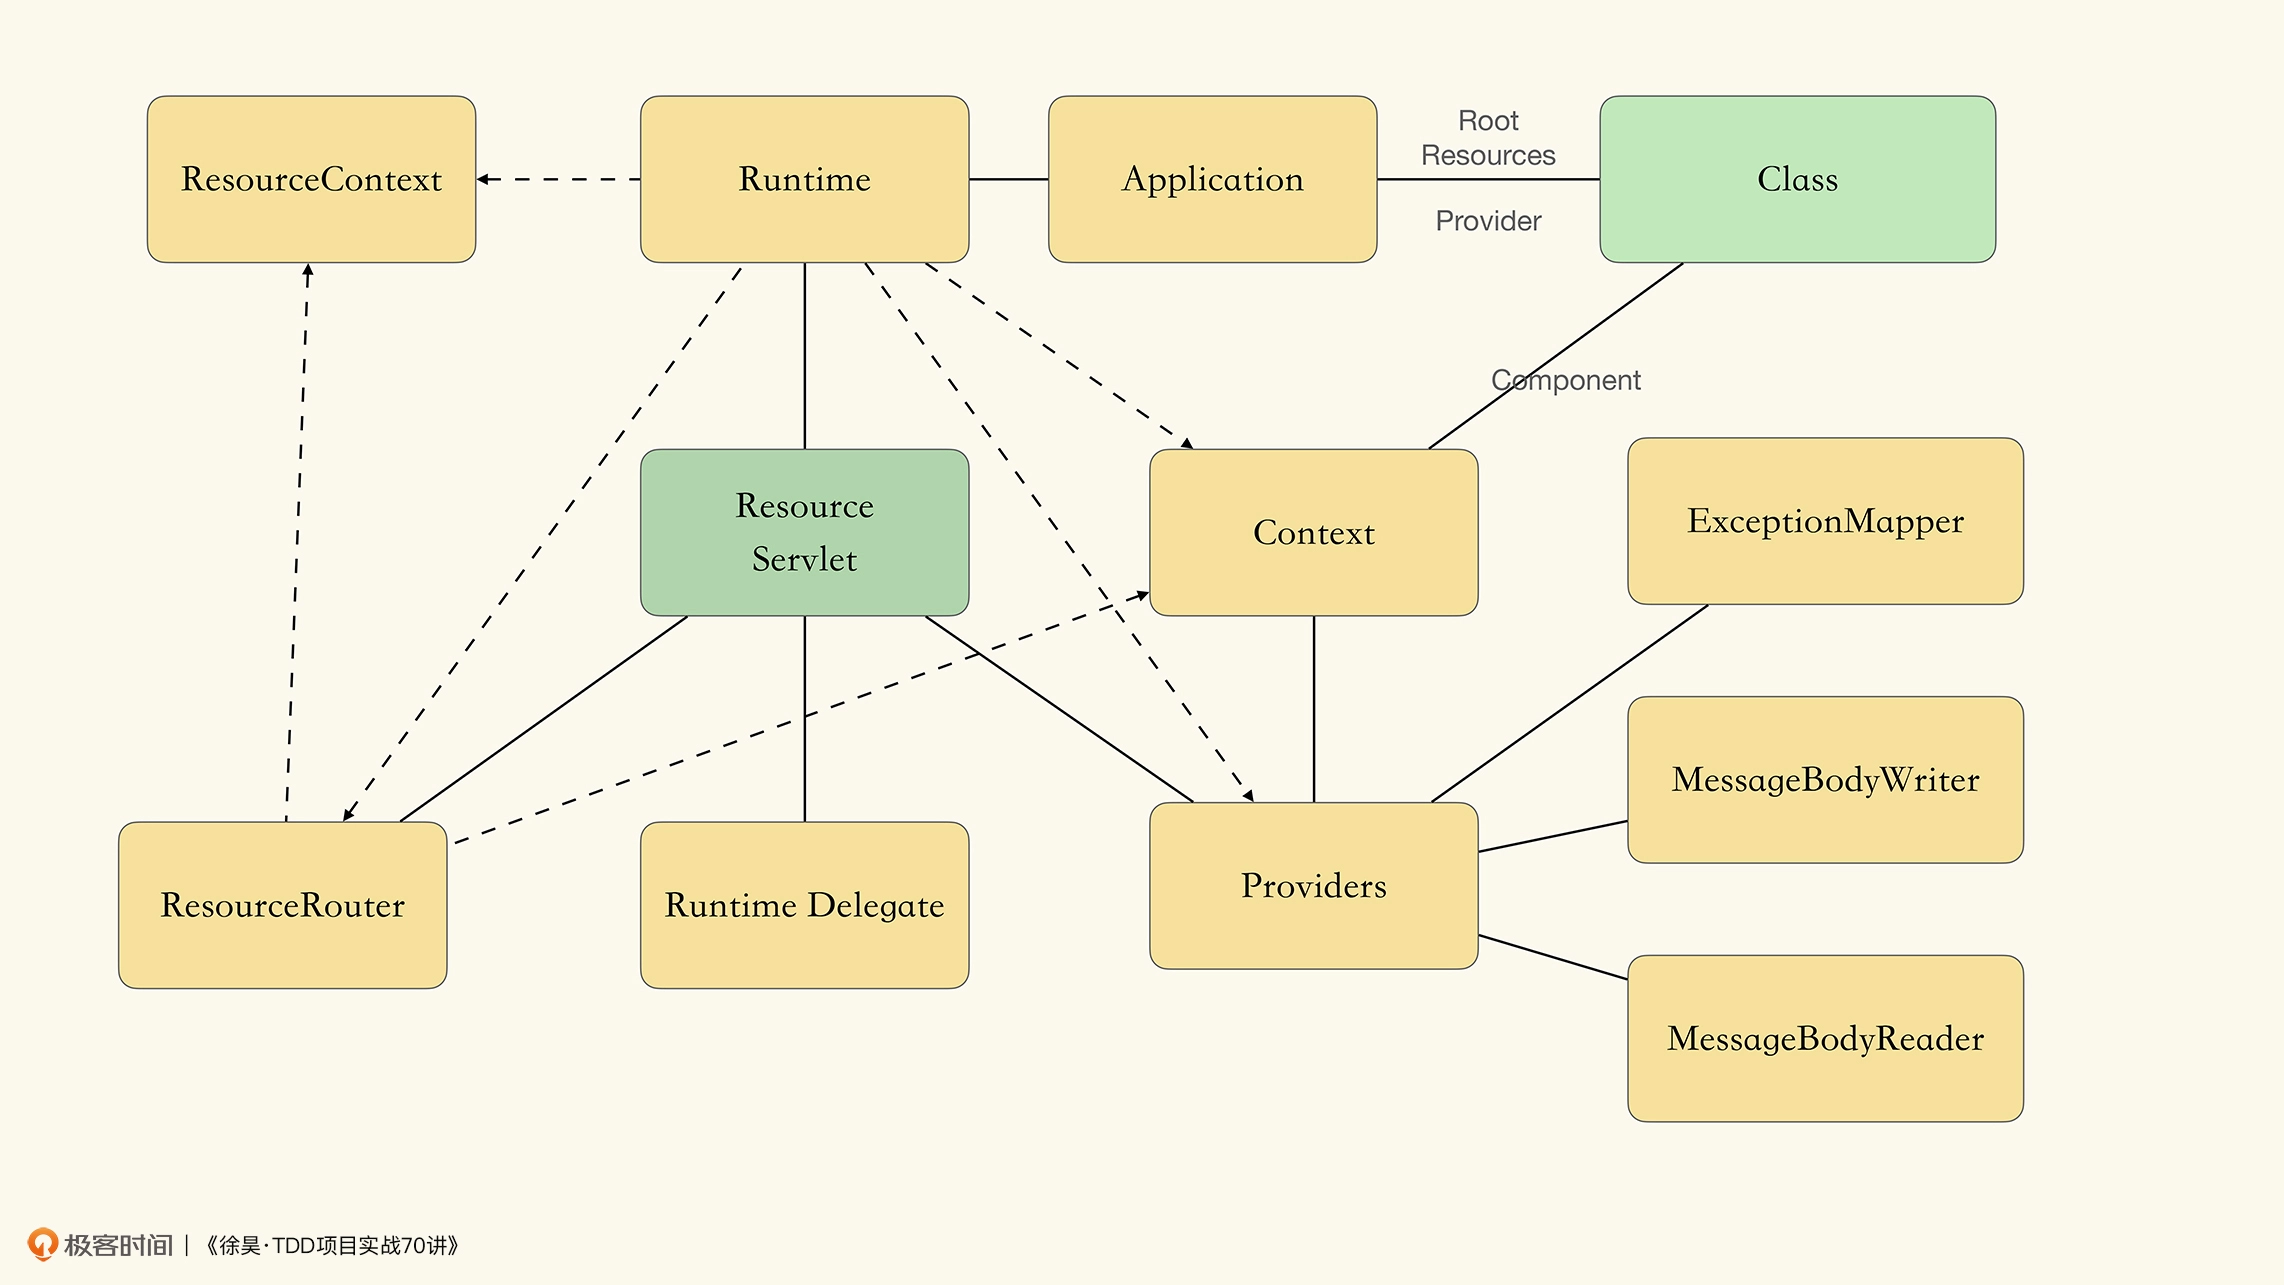 ResourceContext
Runtime
Application
Root
Resources
Provider
Class
Component
Resource
Servlet
Context
ExceptionMapper
MessageBodyWriter
ResourceRouter
Runtime Delegate
Providers
MessageBodyReader
极客时间 | 《徐昊·TDD项目实战70讲》